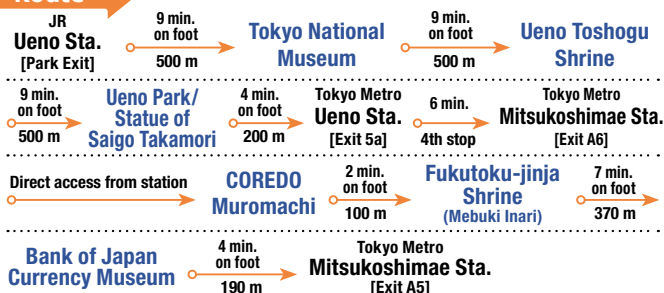 Route
JR
Ueno Sta.
[Park Exit]
9 min.
on foot
500 m
Tokyo National
Museum
9 min.
on foot
500 m
Ueno Toshogu
Shrine
9 min.
on foot
500 m
Ueno Park/
Statue of
Saigo Takamori
4 min.
on foot
200 m
Tokyo Metro
Ueno Sta.
[Exit 5a]
6 min.
4th stop
Tokyo Metro
Mitsukoshimae Sta.
[Exit A6]
Direct access from station
COREDO
Muromachi
2 min.
on foot
100 m
Fukutoku-jinja
Shrine
(Mebuki Inari)
7 min.
on foot
370 m
Bank of Japan
Currency Museum
4 min.
on foot
190 m
Tokyo Metro
Mitsukoshimae Sta.
[Exit A5]